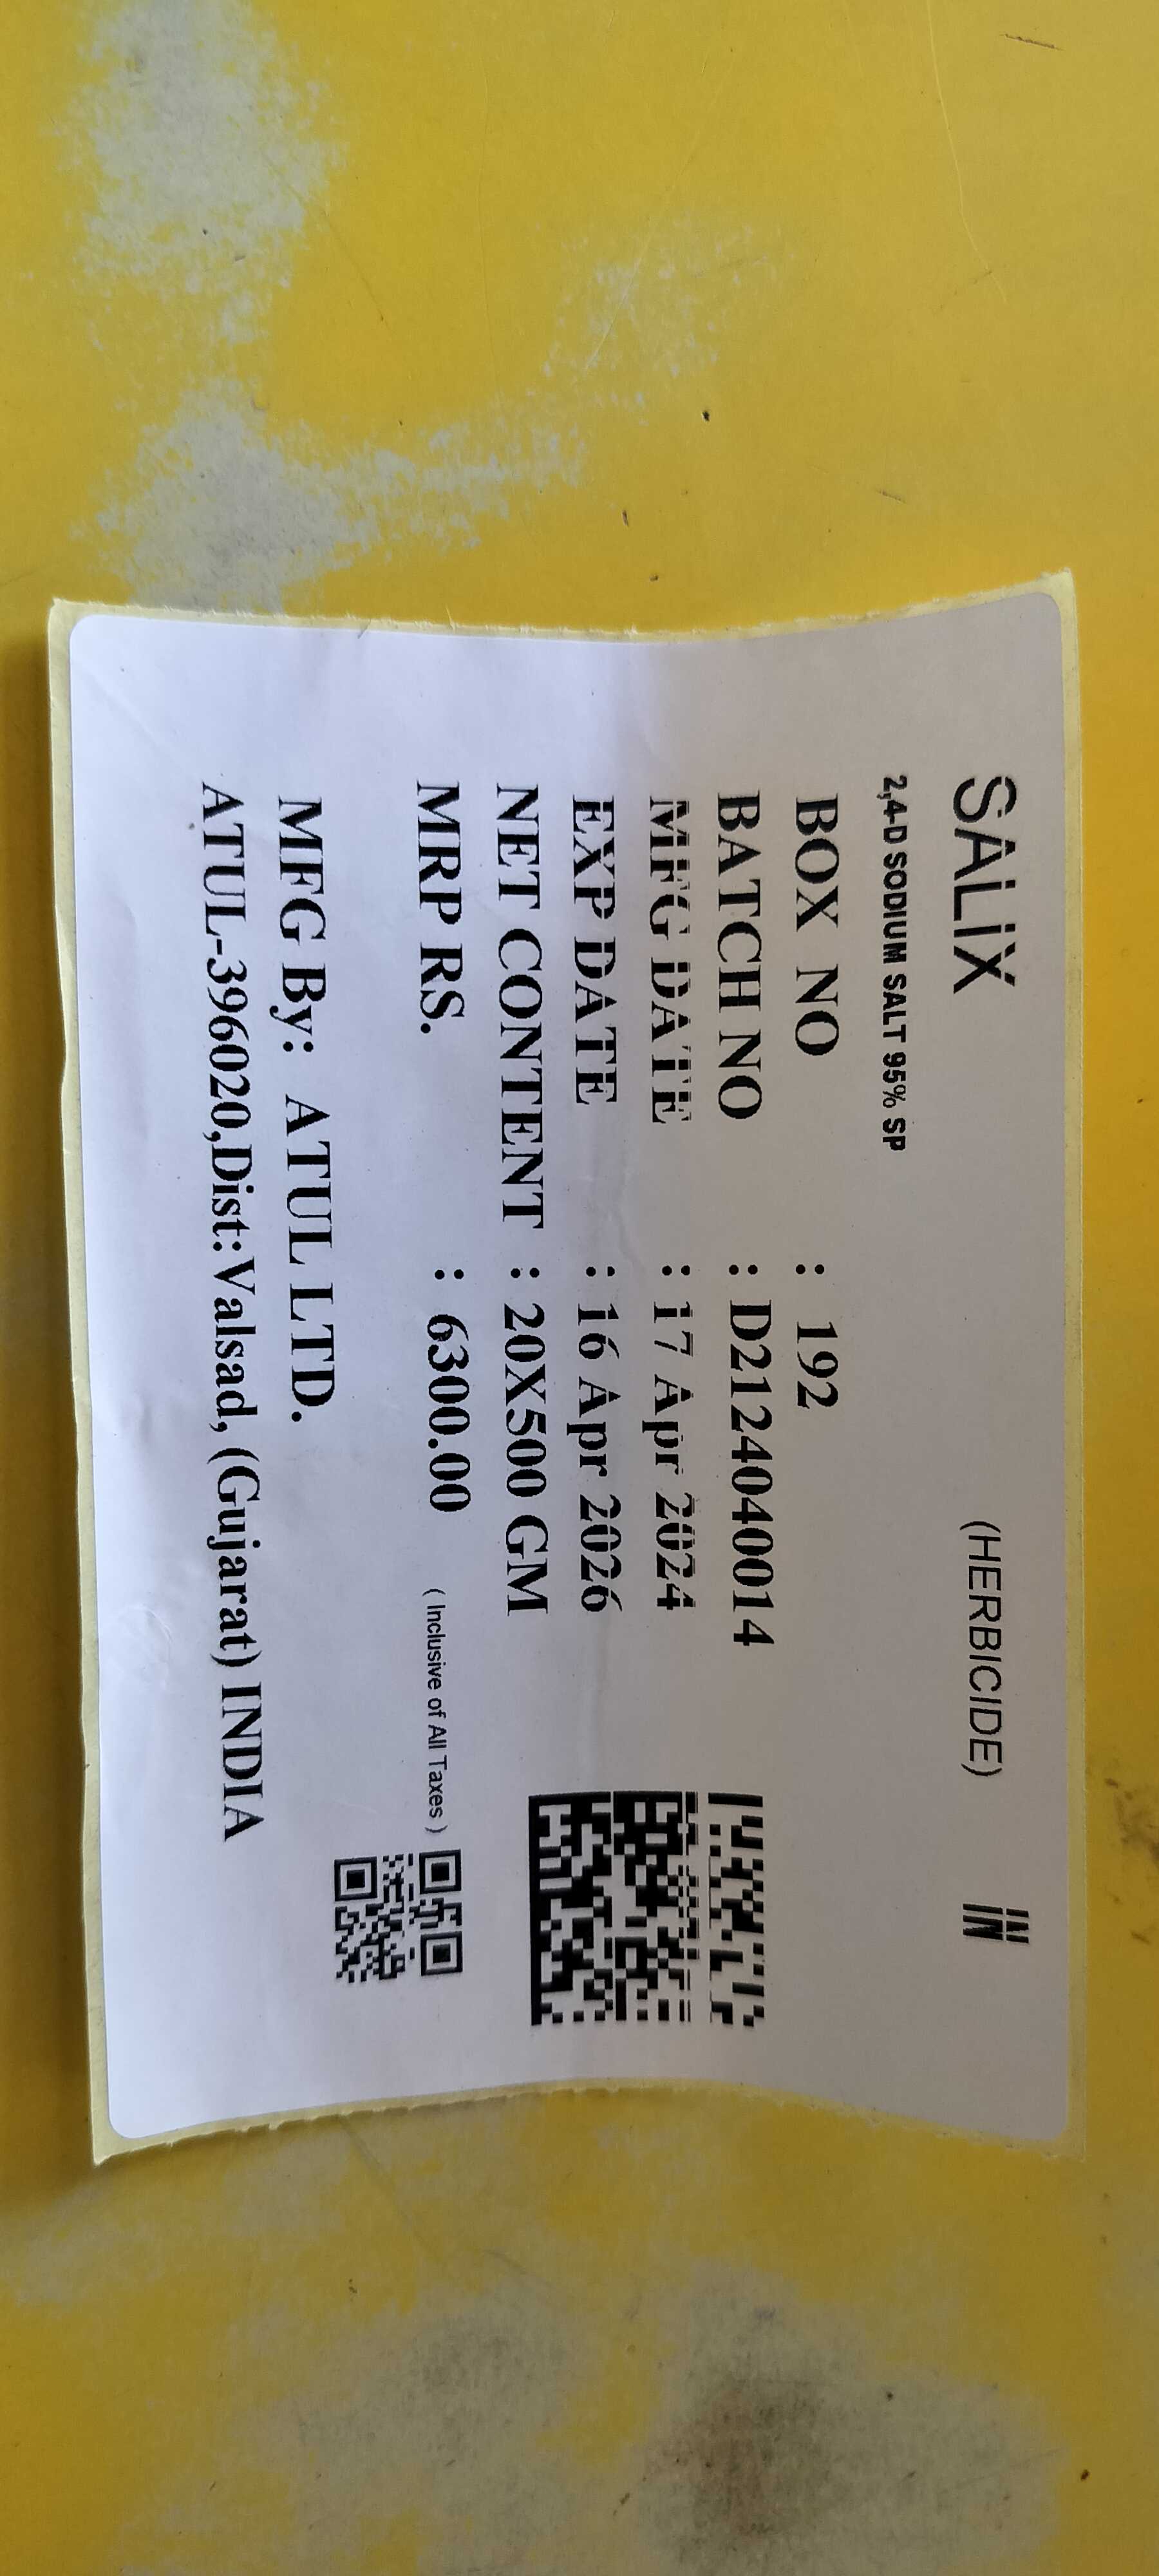 SALIX (HERBICIDE) IN
2,4-D SODIUM SALT 95% SP
BOX NO : 192
BATCH NO : D2124040014
MFG DATE : 17 Apr 2024
EXP DATE : 16 Apr 2026
NET CONTENT : 20X500 GM
MRP RS. : 6300.00 ( Inclusive of All Taxes )
MFG By: ATUL LTD.
ATUL-396020,Dist:Valsad, (Gujarat) INDIA